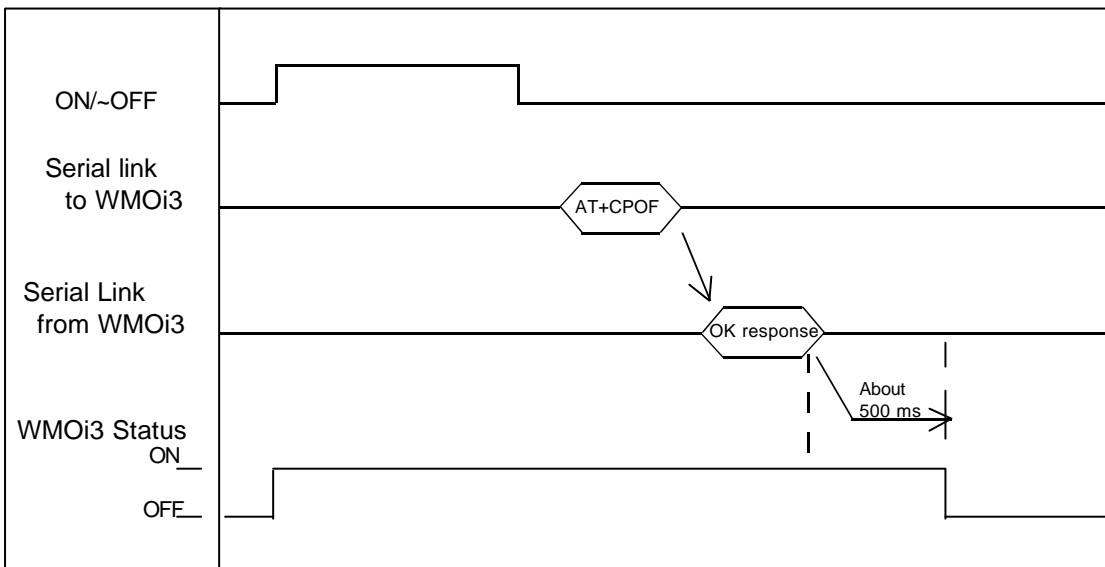 ON/~OFF
Serial link
to WMOi3
AT+CPOF
Serial Link
from WMOi3
OK response
About
500 ms
WMOi3 Status
ON
OFF